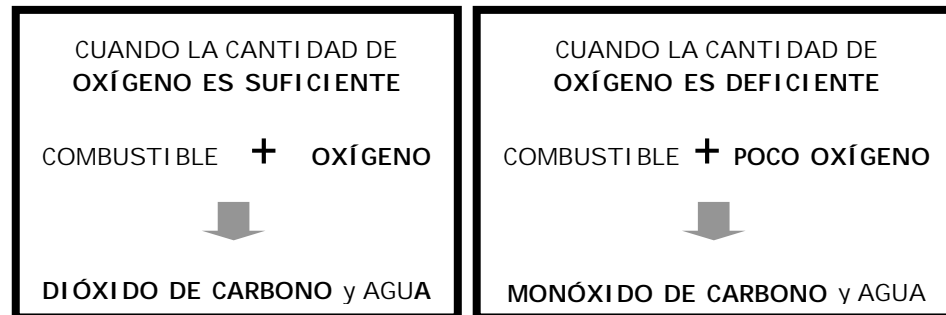 CUANDO LA CANTIDAD DE
OXÍGENO ES SUFICIENTE
COMBUSTIBLE + OXÍGENO
DIÓXIDO DE CARBONO y AGUA
CUANDO LA CANTIDAD DE
OXÍGENO ES DEFICIENTE
COMBUSTIBLE + POCO OXÍGENO
MONÓXIDO DE CARBONO y AGUA